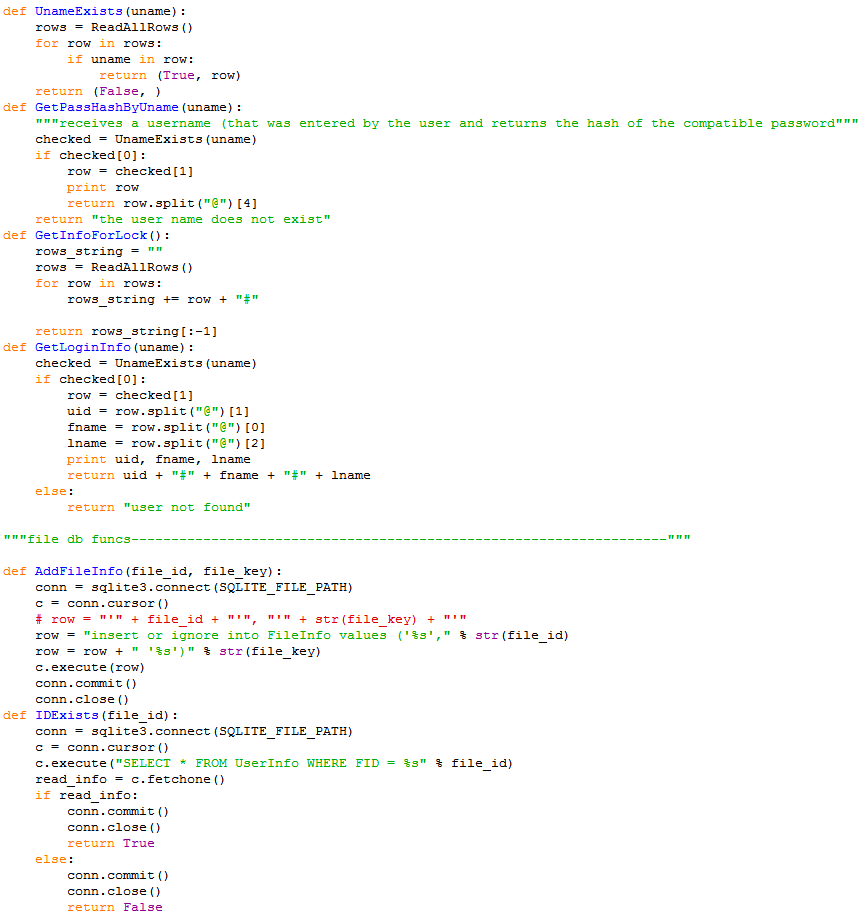 def UnameExists(uname):
    rows = ReadAllRows()
    for row in rows:
        if uname in row:
            return (True, row)
    return (False, )
def GetPassHashByUname(uname):
    """receives a username (that was entered by the user and returns the hash of the compatible password"""
    checked = UnameExists(uname)
    if checked[0]:
        row = checked[1]
        print row
        return row.split("@")[4]
    return "the user name does not exist"
def GetInfoForLock():
    rows_string = ""
    rows = ReadAllRows()
    for row in rows:
        rows_string += row + "#"

    return rows_string[:-1]
def GetLoginInfo(uname):
    checked = UnameExists(uname)
    if checked[0]:
        row = checked[1]
        uid = row.split("@")[1]
        fname = row.split("@")[0]
        lname = row.split("@")[2]
        print uid, fname, lname
        return uid + "#" + fname + "#" + lname
    else:
        return "user not found"

"""file db funcs-------------------------------------------------------------------"""

def AddFileInfo(file_id, file_key):
    conn = sqlite3.connect(SQLITE_FILE_PATH)
    c = conn.cursor()
    # row = "'" + file_id + "'", "'" + str(file_key) + "'"
    row = "insert or ignore into FileInfo values ('%s'," % str(file_id)
    row = row + " '%s')" % str(file_key)
    c.execute(row)
    conn.commit()
    conn.close()
def IDExists(file_id):
    conn = sqlite3.connect(SQLITE_FILE_PATH)
    c = conn.cursor()
    c.execute("SELECT * FROM UserInfo WHERE FID = %s" % file_id)
    read_info = c.fetchone()
    if read_info:
        conn.commit()
        conn.close()
        return True
    else:
        conn.commit()
        conn.close()
        return False